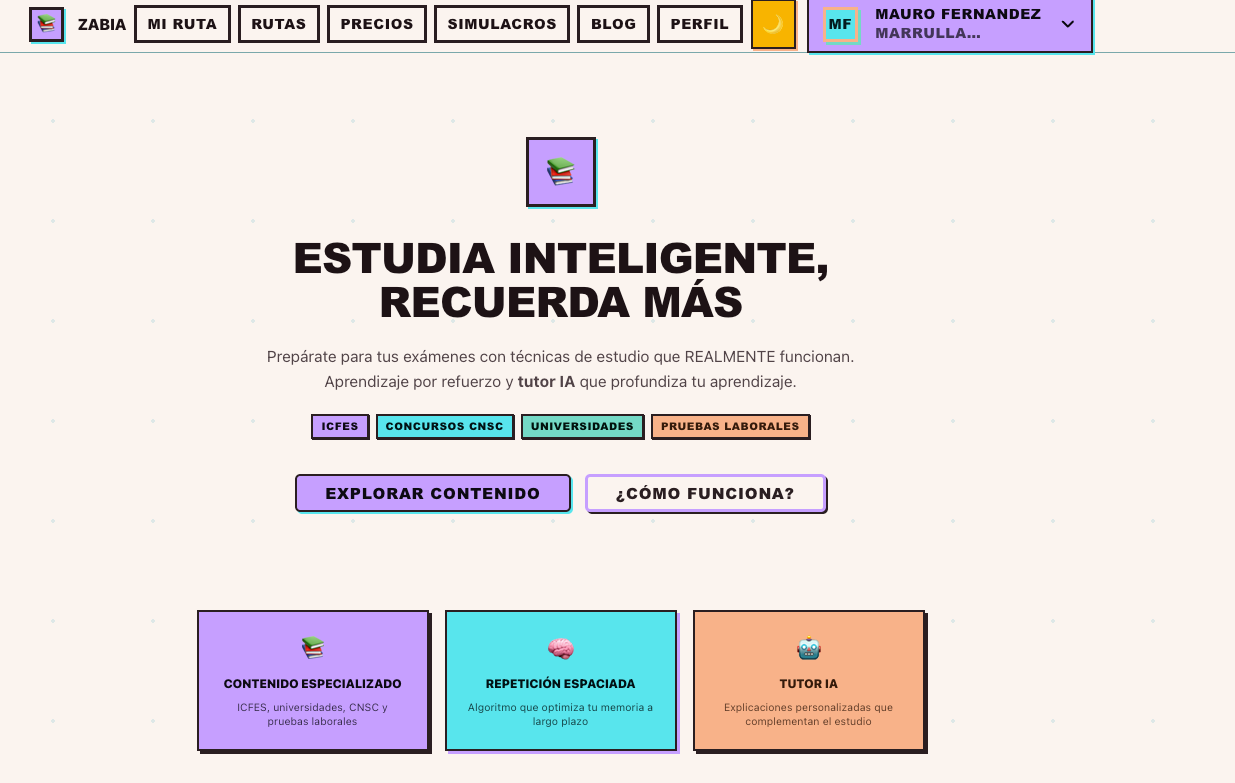 ZABIA MI RUTA RUTAS PRECIOS SIMULACROS BLOG PERFIL MF MAURO FERNANDEZ
MARRULLA...
ESTUDIA INTELIGENTE,
RECUERDA MÁS
Prepárate para tus exámenes con técnicas de estudio que REALMENTE funcionan.
Aprendizaje por refuerzo y tutor IA que profundiza tu aprendizaje.
ICFES CONCURSOS CNSC UNIVERSIDADES PRUEBAS LABORALES
EXPLORAR CONTENIDO ¿CÓMO FUNCIONA?
CONTENIDO ESPECIALIZADO
ICFES, universidades, CNSC y
pruebas laborales
REPETICIÓN ESPACIADA
Algoritmo que optimiza tu memoria a
largo plazo
TUTOR IA
Explicaciones personalizadas que
complementan el estudio